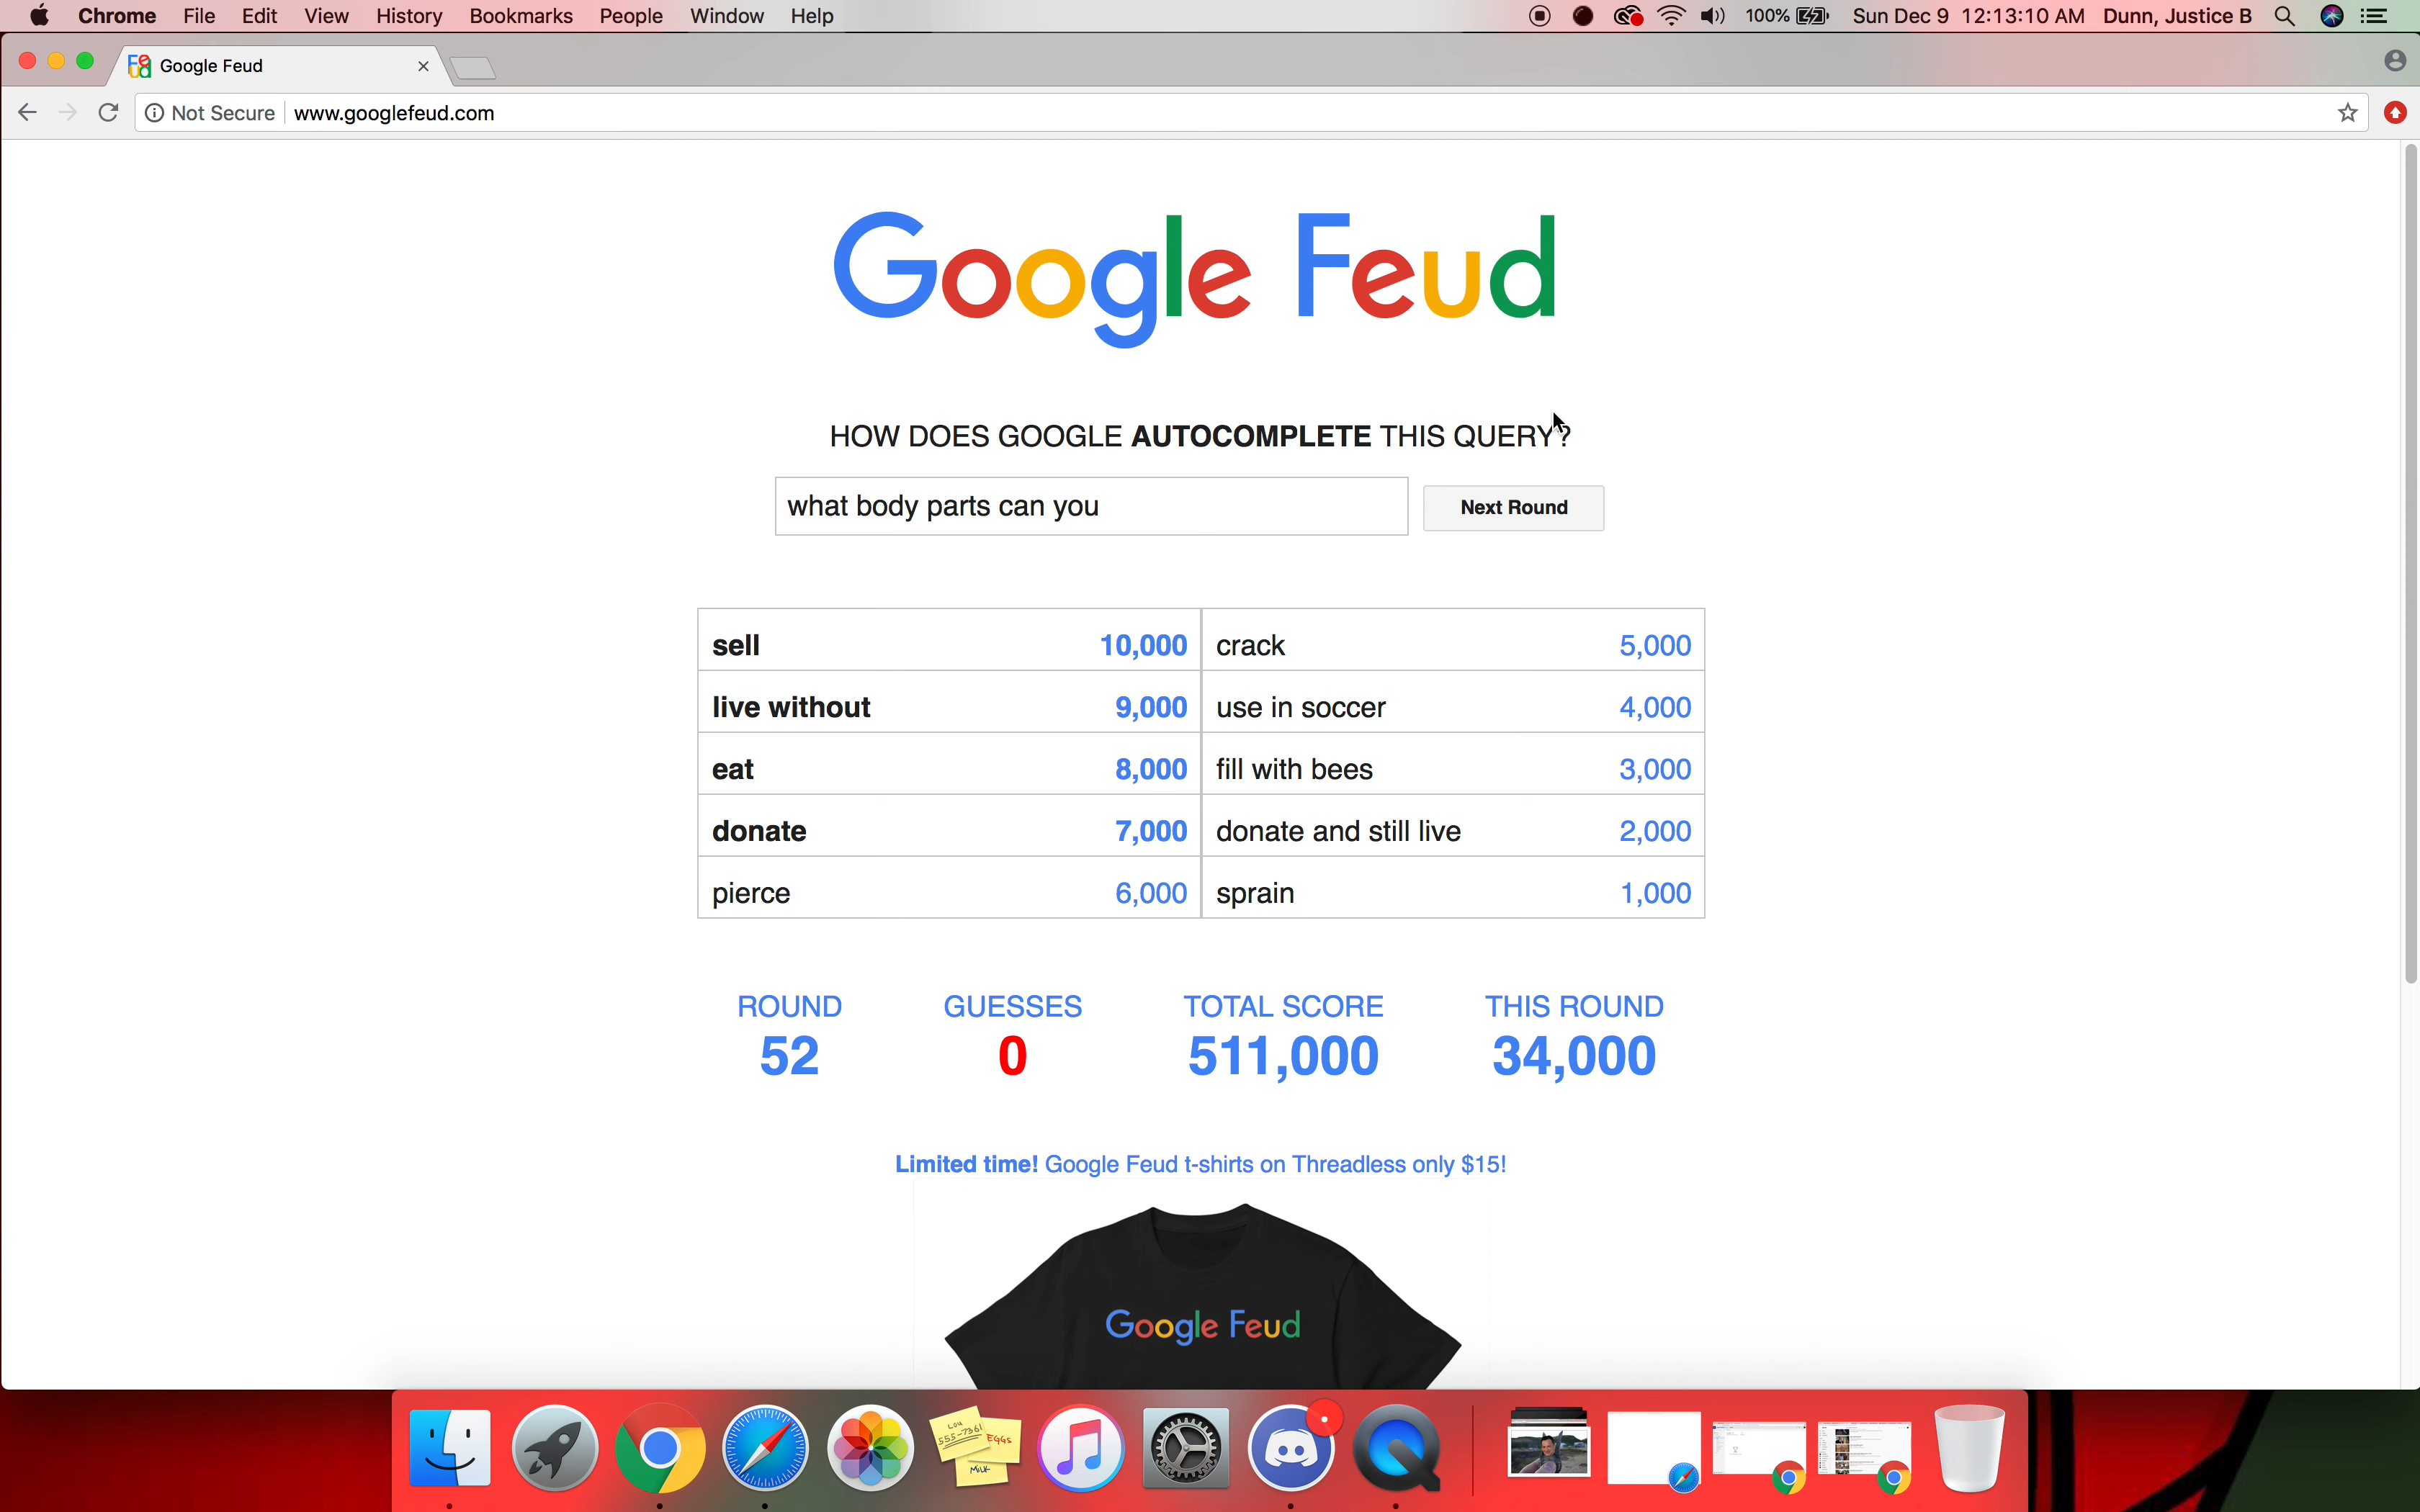 Chrome File Edit View History Bookmarks People Window Help 100% Sun Dec 9 12:13:10 AM Dunn, Justice B
Google Feud
Not Secure www.googlefeud.com
Google Feud
HOW DOES GOOGLE AUTOCOMPLETE THIS QUERY?
what body parts can you Next Round
sell 10,000 crack 5,000
live without 9,000 use in soccer 4,000
eat 8,000 fill with bees 3,000
donate 7,000 donate and still live 2,000
pierce 6,000 sprain 1,000
ROUND GUESSES TOTAL SCORE THIS ROUND
52 0 511,000 34,000
Limited time! Google Feud t-shirts on Threadless only $15!
Google Feud
LOU
555-7361
EGGS
MILK